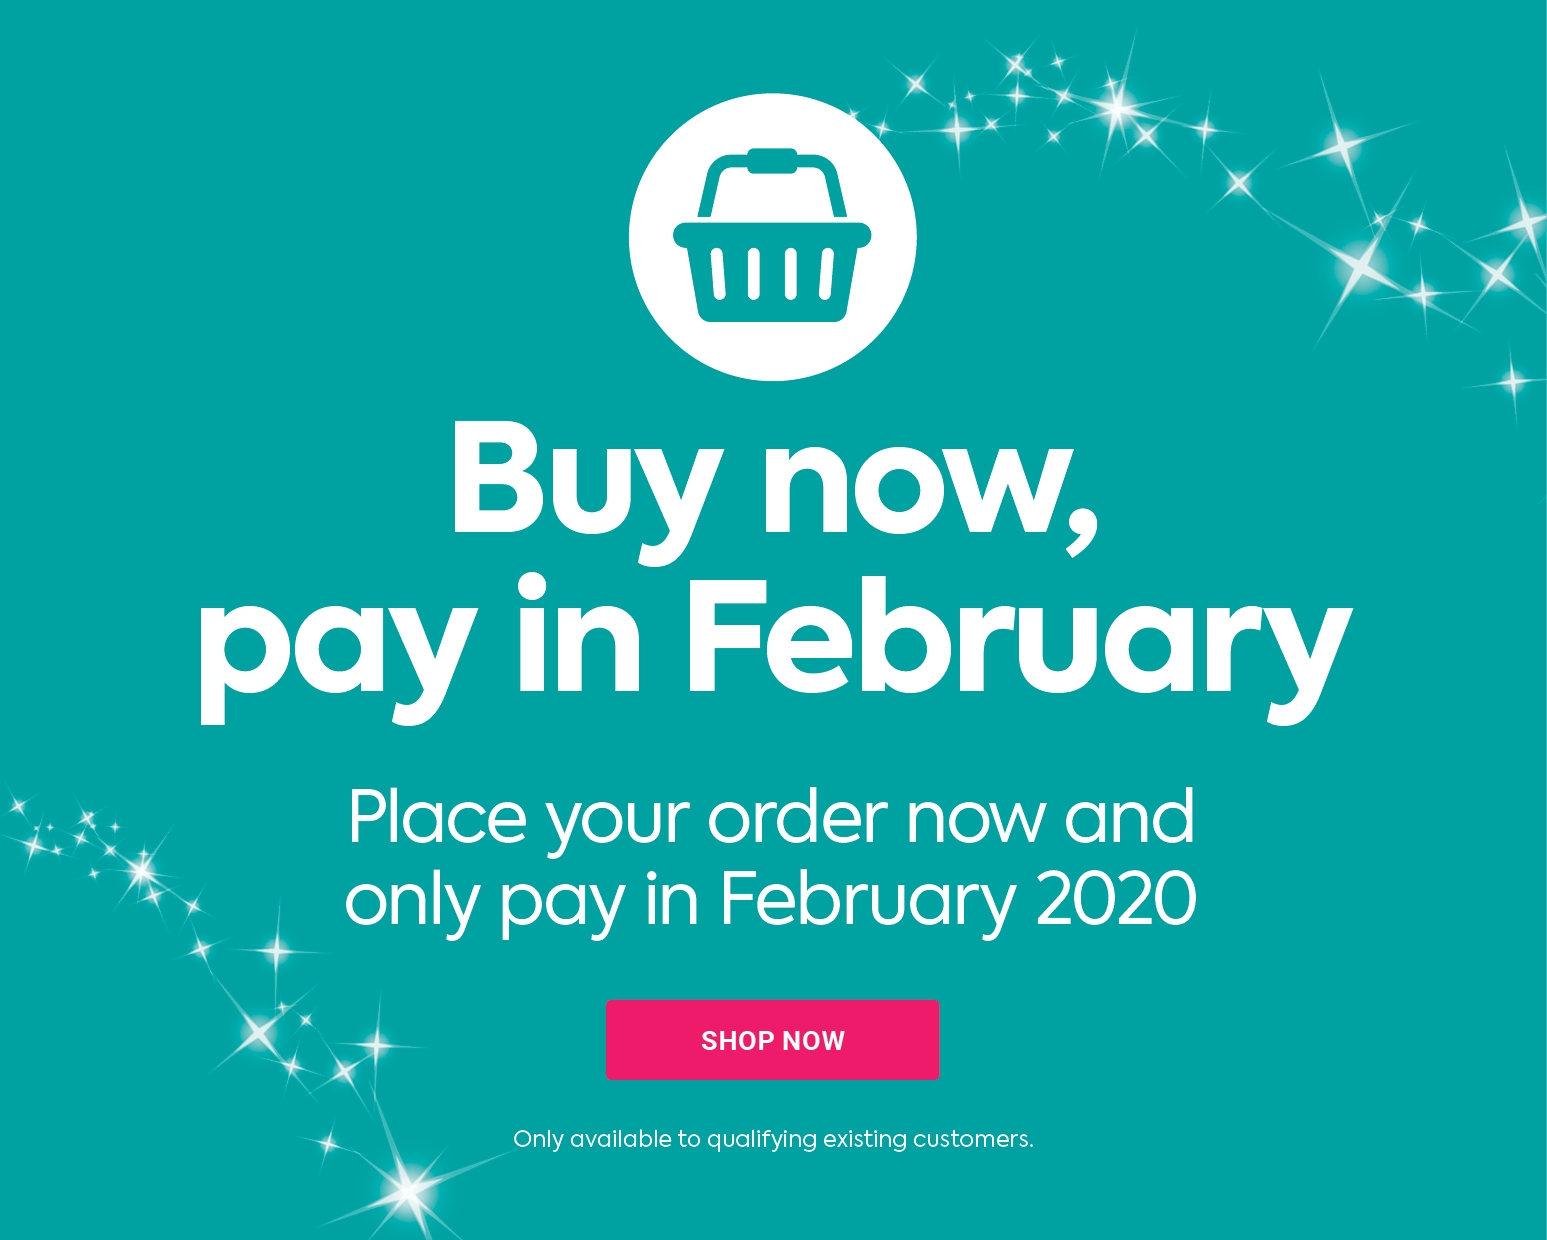 Buy now,
pay in February
Place your order now and
only pay in February 2020
SHOP NOW
Only available to qualifying existing customers.